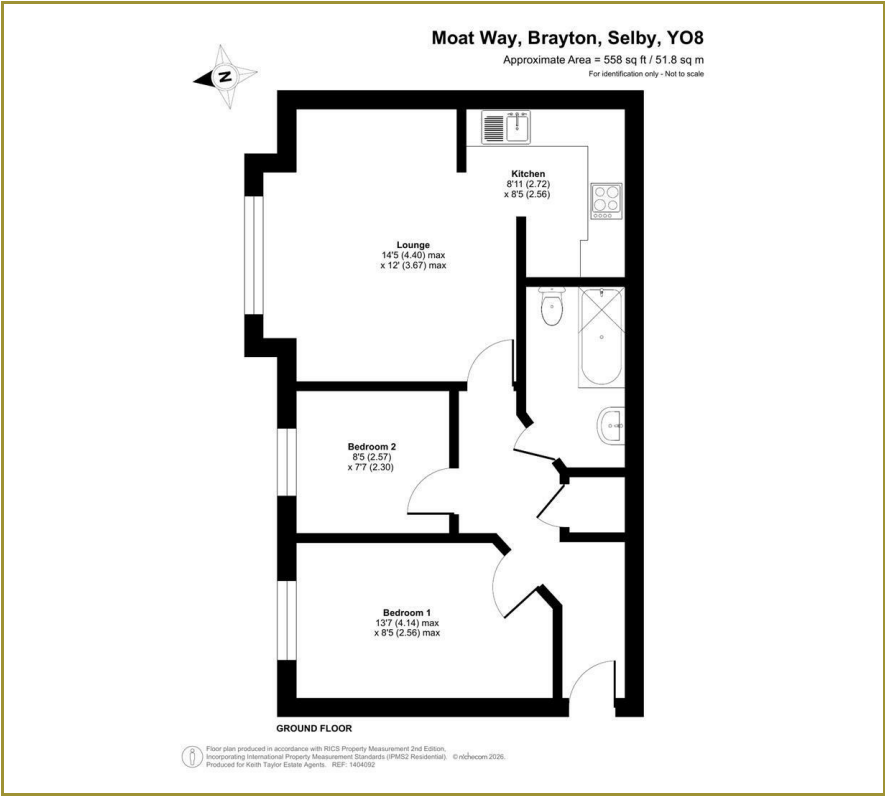 Moat Way, Brayton, Selby, YO8
Approximate Area = 558 sq ft / 51.8 sq m
For identification only - Not to scale
N
Kitchen
8'11 (2.72)
x 8'5 (2.56)
Lounge
14'5 (4.40) max
x 12' (3.67) max
Bedroom 2
8'5 (2.57)
x 7'7 (2.30)
Bedroom 1
13'7 (4.14) max
x 8'5 (2.56) max
GROUND FLOOR
Floor plan produced in accordance with RICS Property Measurement 2nd Edition,
Incorporating International Property Measurement Standards (IPMS2 Residential). © nichecom 2026.
Produced for Keith Taylor Estate Agents. REF: 1404092